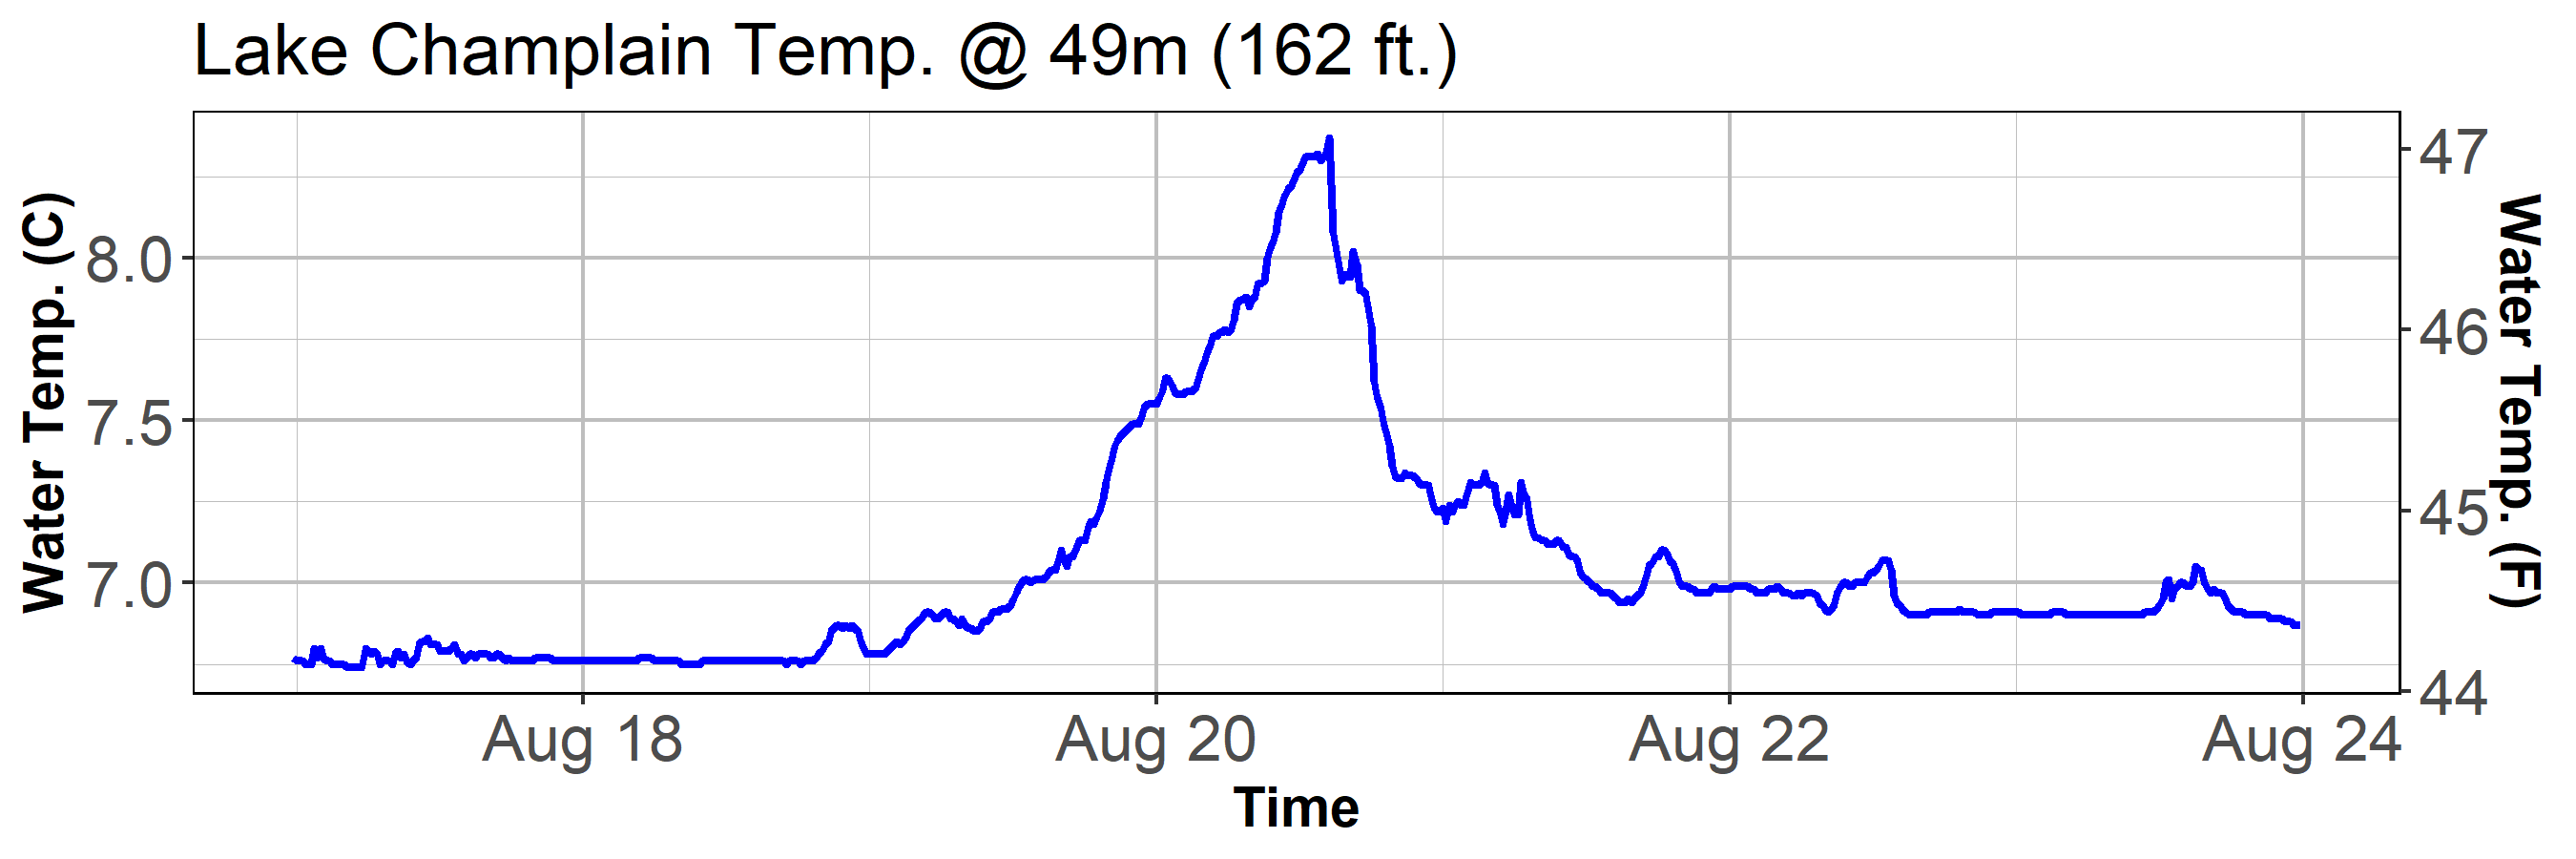 Lake Champlain Temp. @ 49m (162 ft.)
Water Temp. (C)
8.0
7.5
7.0
47
46
45
44
Water Temp. (F)
Aug 18
Aug 20
Aug 22
Aug 24
Time